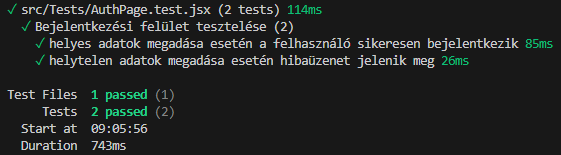 ✓ src/Tests/AuthPage.test.jsx (2 tests) 114ms
✓ Bejelentkezési felület tesztelése (2)
✓ helyes adatok megadása esetén a felhasználó sikeresen bejelentkezik 85ms
✓ helytelen adatok megadása esetén hibaüzenet jelenik meg 26ms
Test Files 1 passed (1)
Tests 2 passed (2)
Start at 09:05:56
Duration 743ms